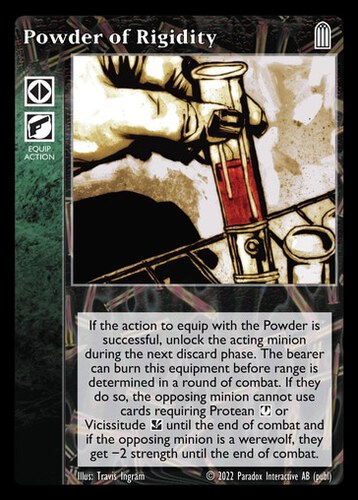 Powder of Rigidity
EQUIP
ACTION
If the action to equip with the Powder is
successful, unlock the acting minion
during the next discard phase. The bearer
can burn this equipment before range is
determined in a round of combat. If they
do so, the opposing minion cannot use
cards requiring Protean or
Vicissitude until the end of combat and
if the opposing minion is a werewolf, they
get −2 strength until the end of combat.
Illus: Travis Ingram © 2022 Paradox Interactive AB (publ)